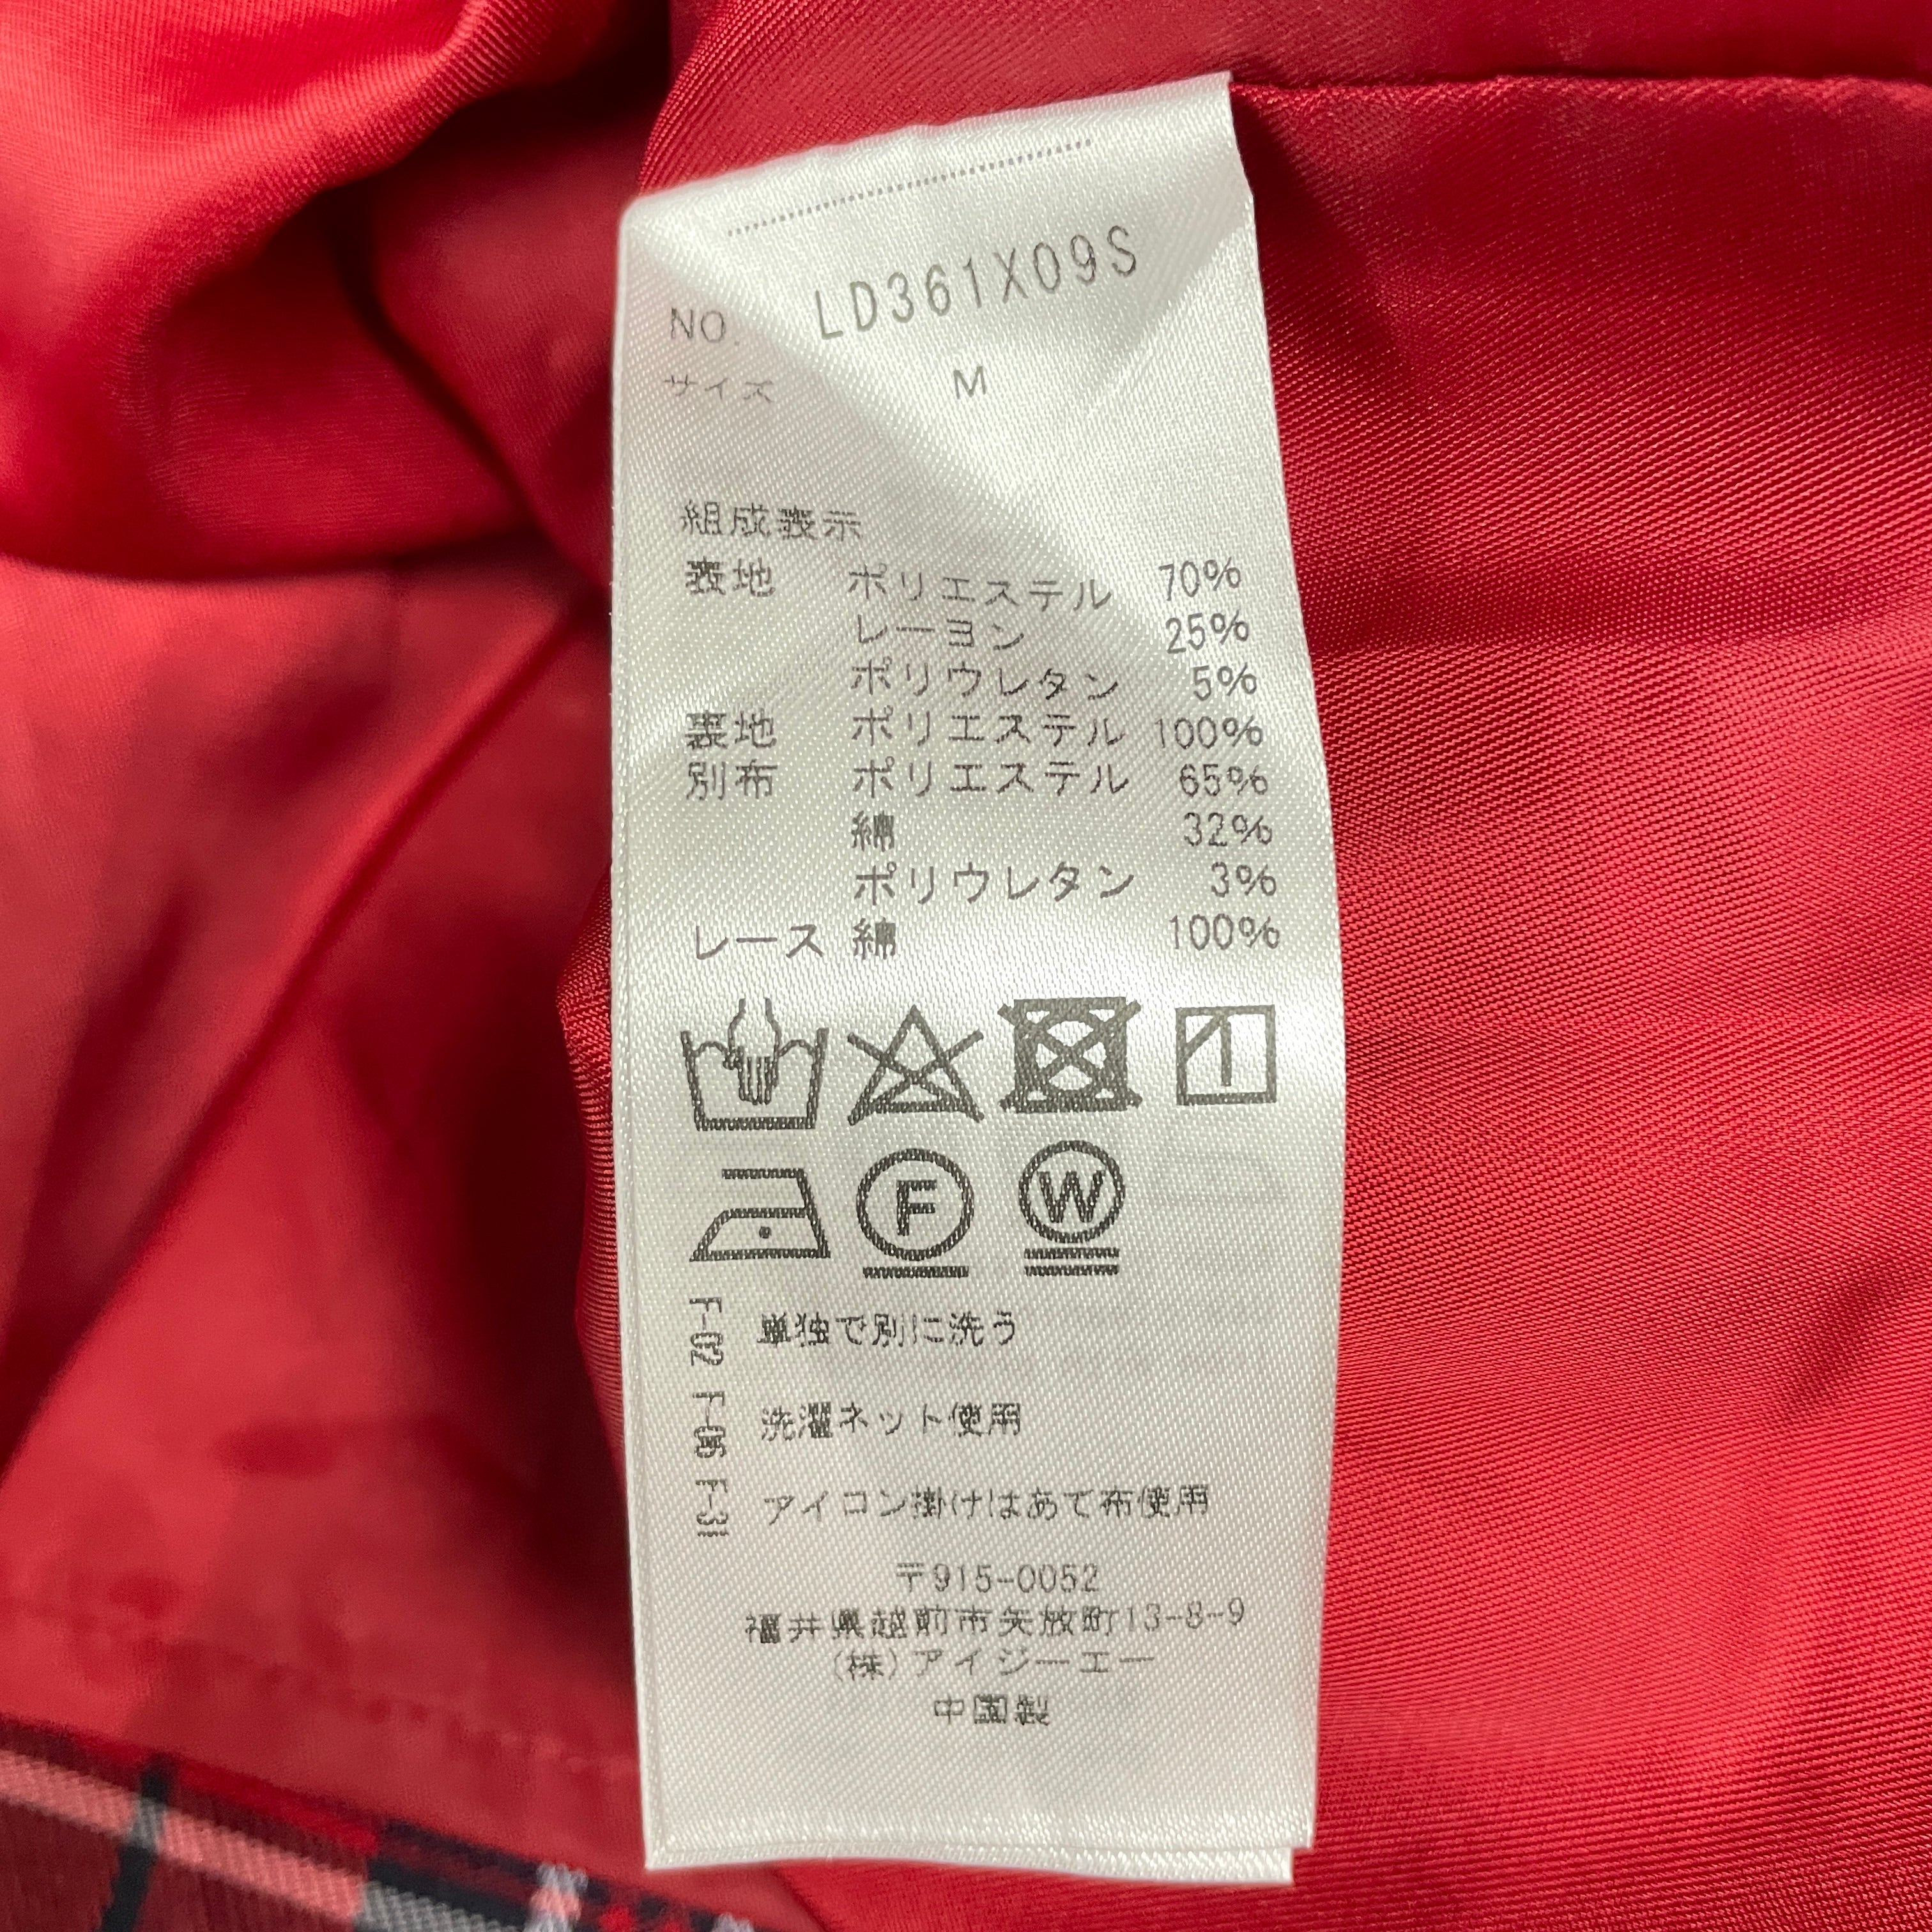 NO. LD361X09S
サイズ M
組成表示
表地 ポリエステル 70%
レーヨン 25%
ポリウレタン 5%
裏地 ポリエステル 100%
別布 ポリエステル 65%
綿 32%
ポリウレタン 3%
レース 綿 100%
F W
F-02 単独で別に洗う
F-06 洗濯ネット使用
F-31 アイロン掛けはあて布使用
〒915-0052
福井県越前市矢放町13-8-9
(株)アイジーエー
中国製